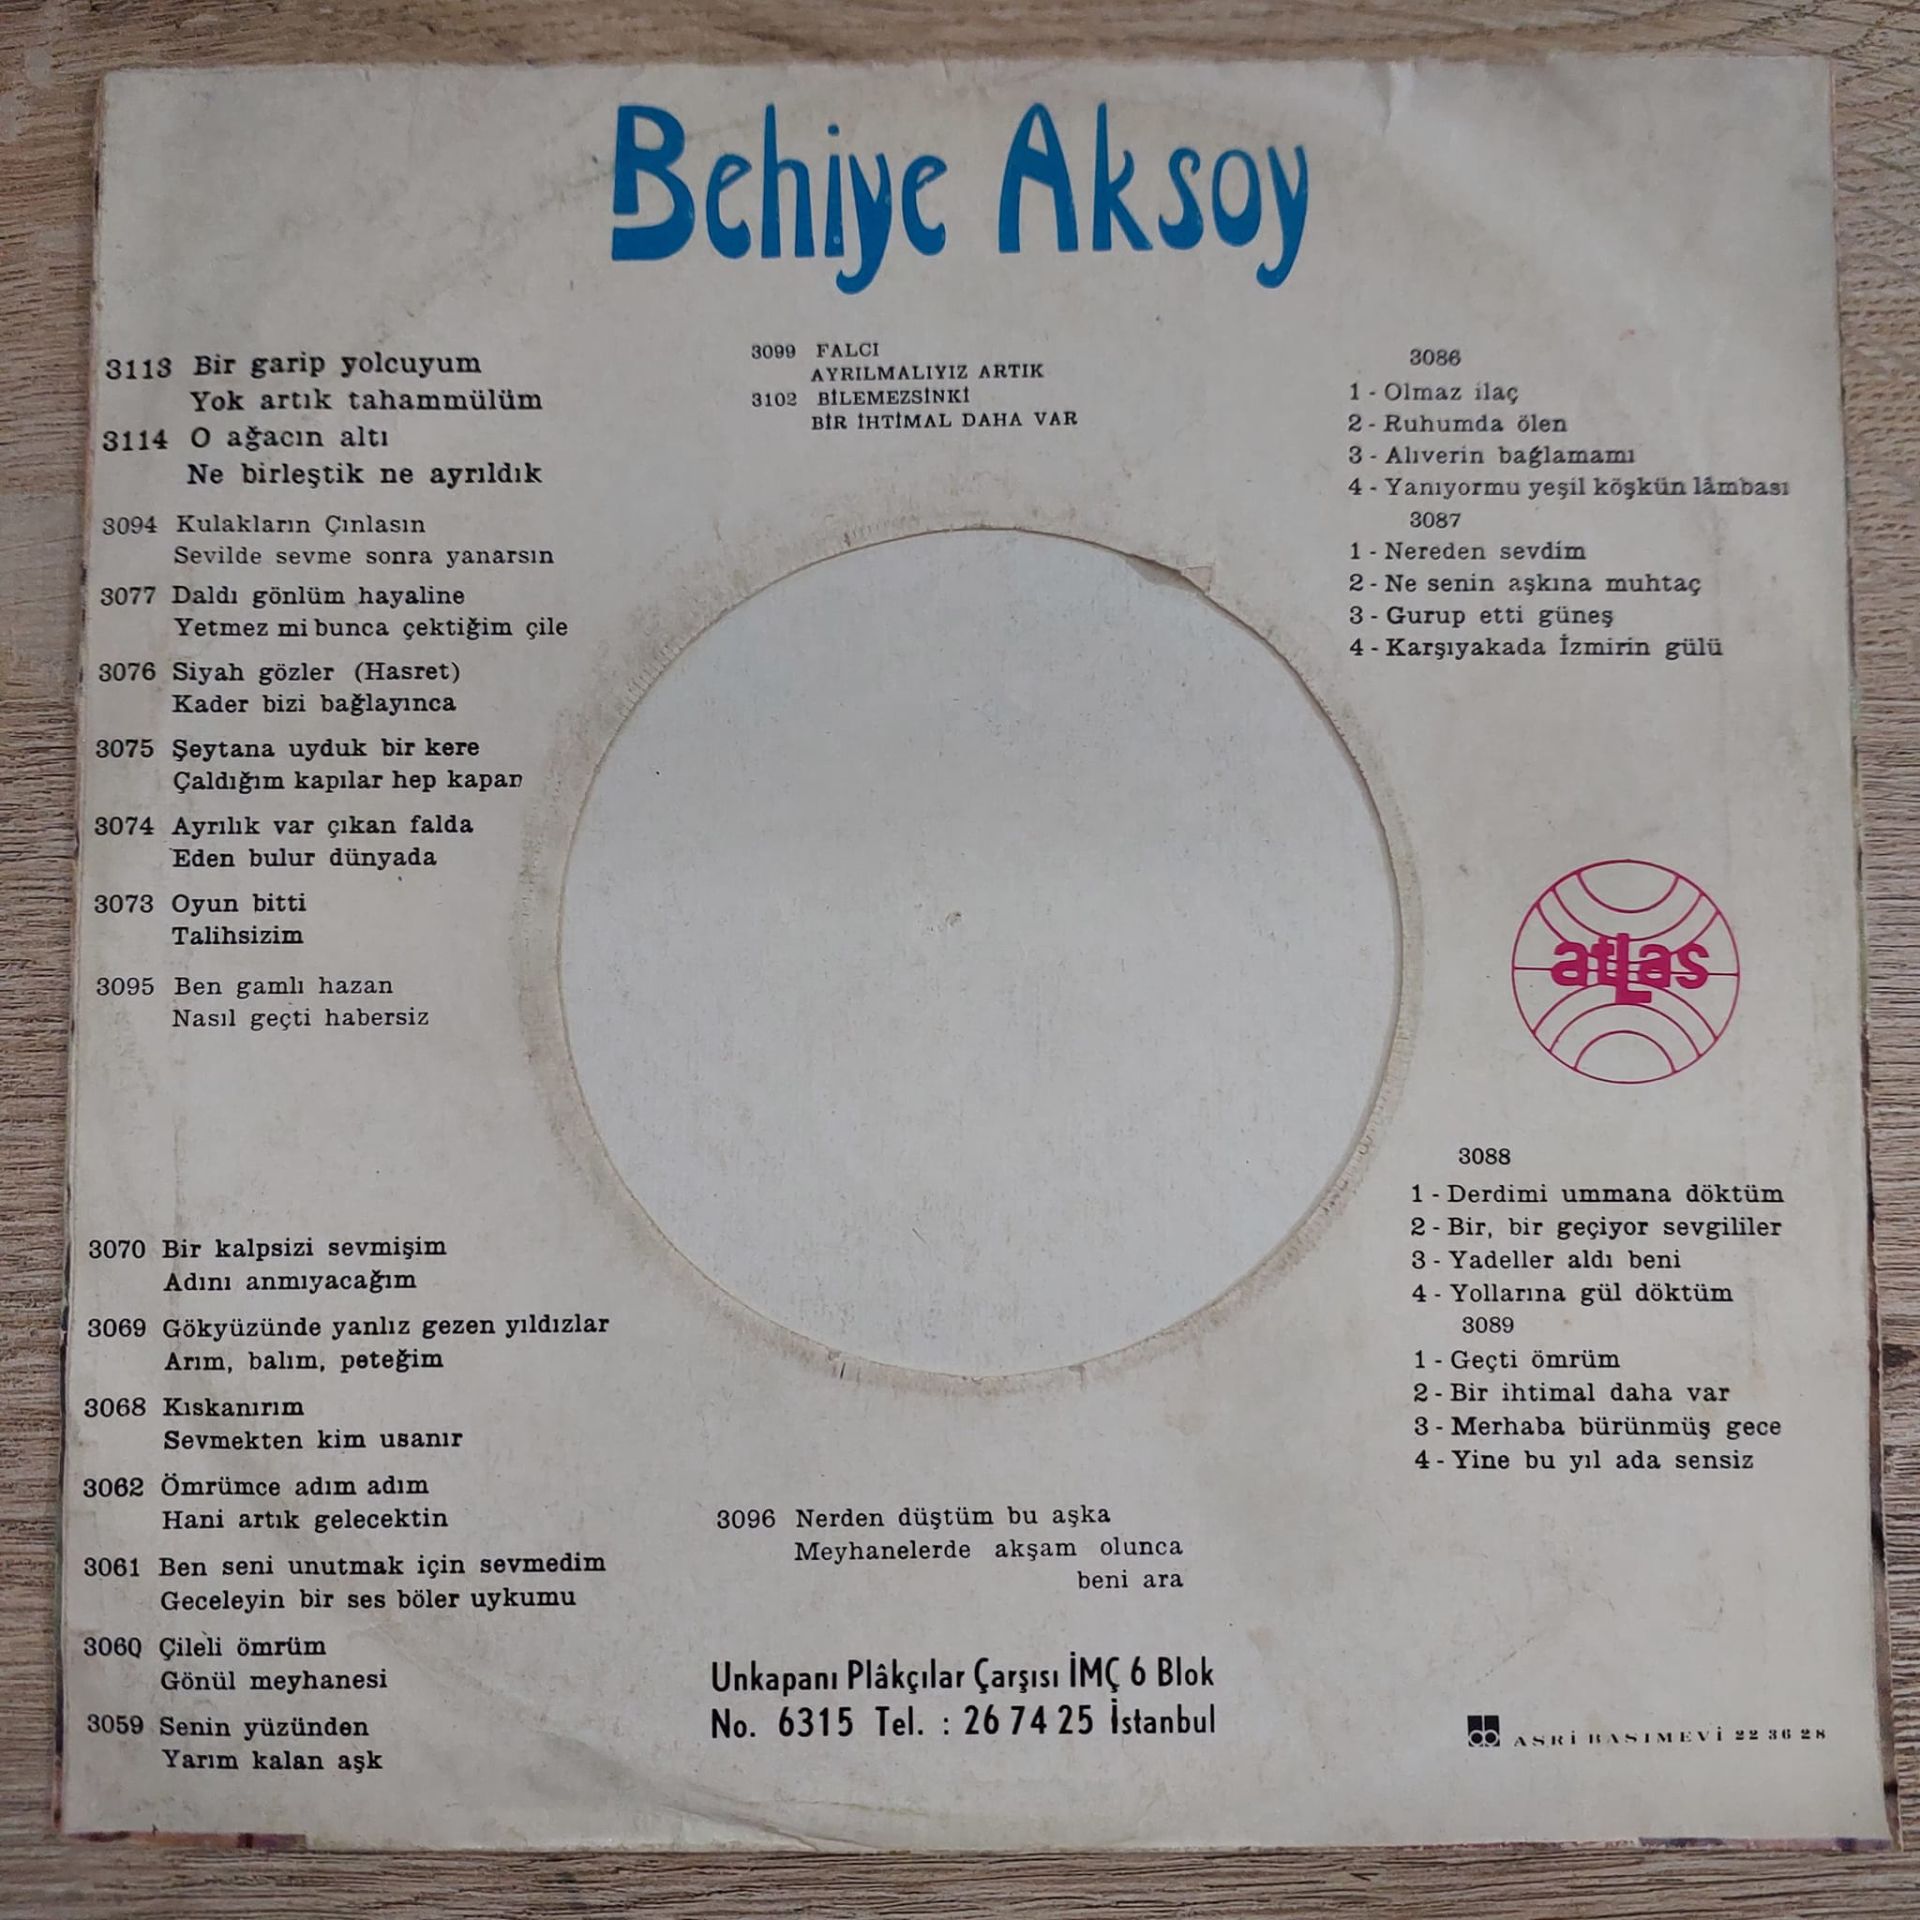 Behiye Aksoy
3113 Bir garip yolcuyum
Yok artık tahammülüm
3114 O ağacın altı
Ne birleştik ne ayrıldık
3094 Kulakların Çınlasın
Sevilde sevme sonra yanarsın
3077 Daldı gönlüm hayaline
Yetmez mi bunca çektiğim çile
3076 Siyah gözler (Hasret)
Kader bizi bağlayınca
3075 Şeytana uyduk bir kere
Çaldığım kapılar hep kapan
3074 Ayrılık var çıkan falda
Eden bulur dünyada
3073 Oyun bitti
Talihsizim
3095 Ben gamlı hazan
Nasıl geçti habersiz
3070 Bir kalpsizi sevmişim
Adını anmıyacağım
3069 Gökyüzünde yanlız gezen yıldızlar
Arım, balım, peteğim
3068 Kıskanırım
Sevmekten kim usanır
3062 Ömrümce adım adım
Hani artık gelecektin
3061 Ben seni unutmak için sevmedim
Geceleyin bir ses böler uykumu
3060 Çileli ömrüm
Gönül meyhanesi
3059 Senin yüzünden
Yarım kalan aşk
3099 FALCI
AYRILMALIYIZ ARTIK
3102 BİLEMEZSİNKİ
BİR İHTİMAL DAHA VAR
3096 Nerden düştüm bu aşka
Meyhanelerde akşam olunca
beni ara
Unkapanı Plâkçılar Çarşısı İMÇ 6 Blok
No. 6315 Tel. : 26 74 25 İstanbul
3086
1 - Olmaz ilaç
2 - Ruhumda ölen
3 - Alıverin bağlamamı
4 - Yanıyormu yeşil köşkün lâmbası
3087
1 - Nereden sevdim
2 - Ne senin aşkına muhtaç
3 - Gurup etti güneş
4 - Karşıyakada İzmirin gülü
atLas
3088
1 - Derdimi ummana döktüm
2 - Bir, bir geçiyor sevgililer
3 - Yadeller aldı beni
4 - Yollarına gül döktüm
3089
1 - Geçti ömrüm
2 - Bir ihtimal daha var
3 - Merhaba bürünmüş gece
4 - Yine bu yıl ada sensiz
ASRİ BASIMEVİ 22 36 28